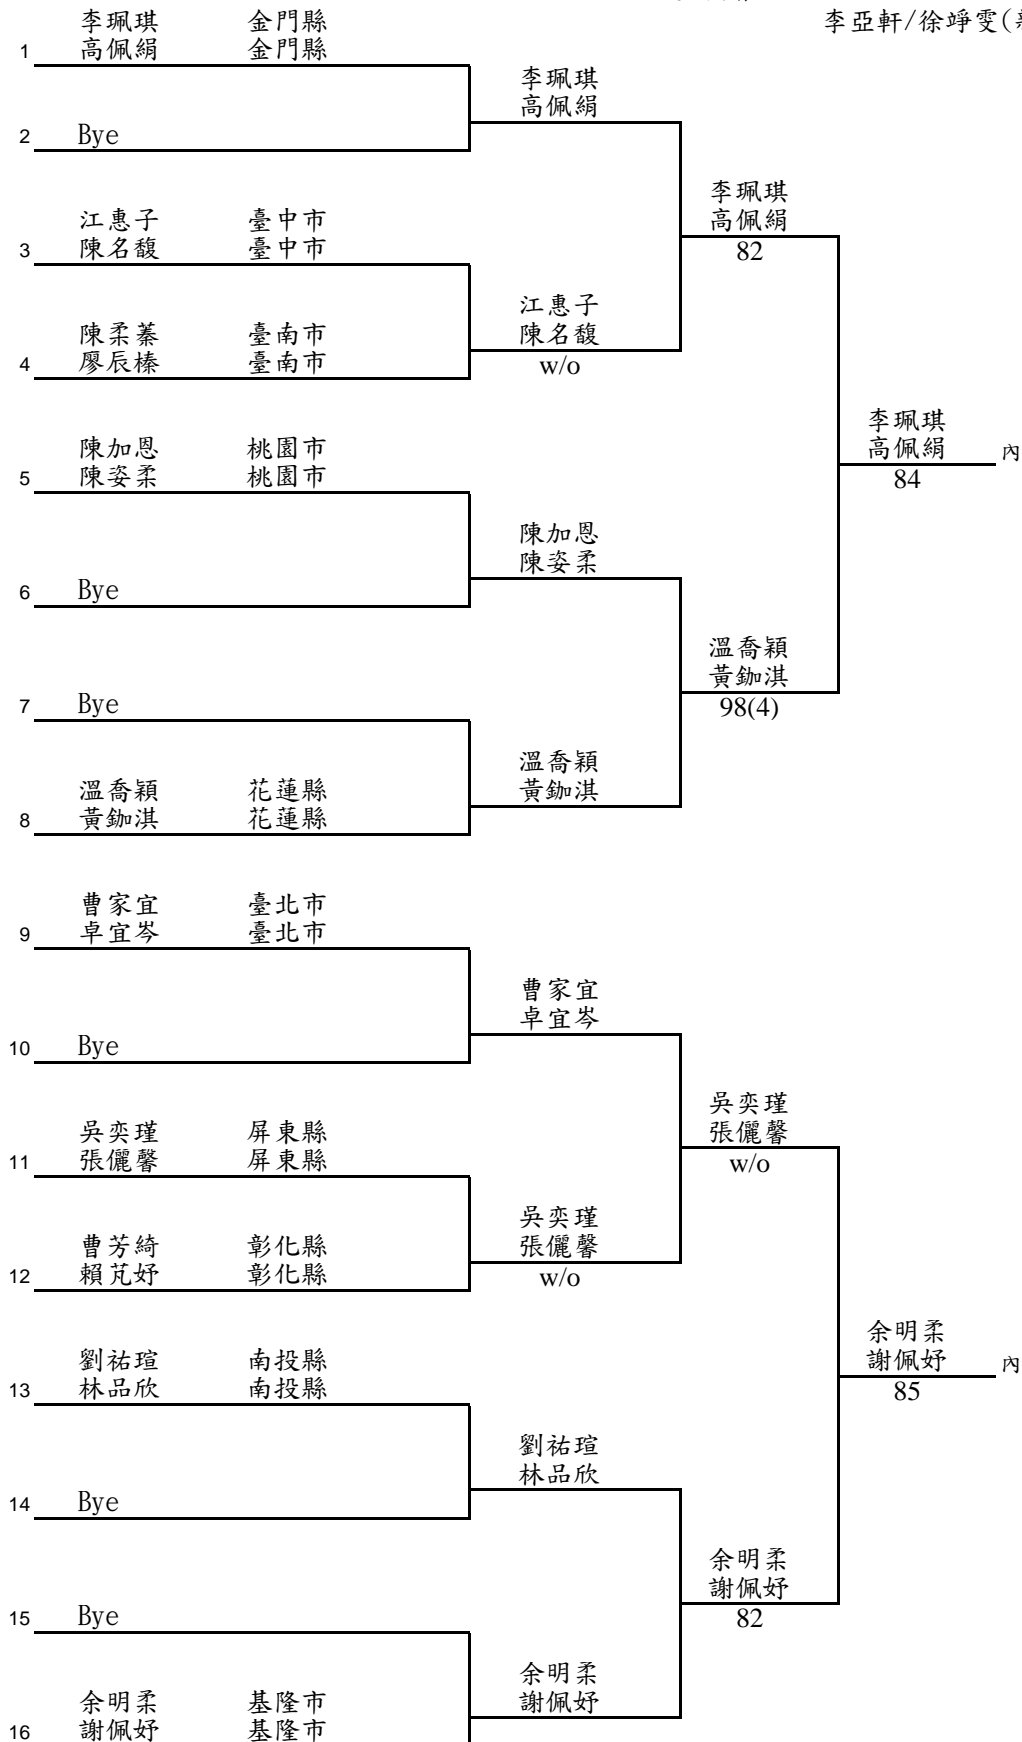 李亞軒/徐竫雯(
李珮琪 金門縣
1 高佩絹 金門縣
李珮琪
高佩絹
2 Bye
李珮琪
高佩絹
82
江惠子 臺中市
3 陳名馥 臺中市
江惠子
陳名馥
w/o
陳柔蓁 臺南市
4 廖辰榛 臺南市
李珮琪
高佩絹 內
84
陳加恩 桃園市
5 陳姿柔 桃園市
陳加恩
陳姿柔
6 Bye
溫喬穎
黃鉫淇
98(4)
7 Bye
溫喬穎
黃鉫淇
溫喬穎 花蓮縣
8 黃鉫淇 花蓮縣
曹家宜 臺北市
9 卓宜岑 臺北市
曹家宜
卓宜岑
10 Bye
吳奕瑾
張儷馨
w/o
吳奕瑾 屏東縣
11 張儷馨 屏東縣
吳奕瑾
張儷馨
w/o
曹芳綺 彰化縣
12 賴芃妤 彰化縣
余明柔
謝佩妤 內
85
劉祐瑄 南投縣
13 林品欣 南投縣
劉祐瑄
林品欣
14 Bye
余明柔
謝佩妤
82
15 Bye
余明柔
謝佩妤
余明柔 基隆市
16 謝佩妤 基隆市